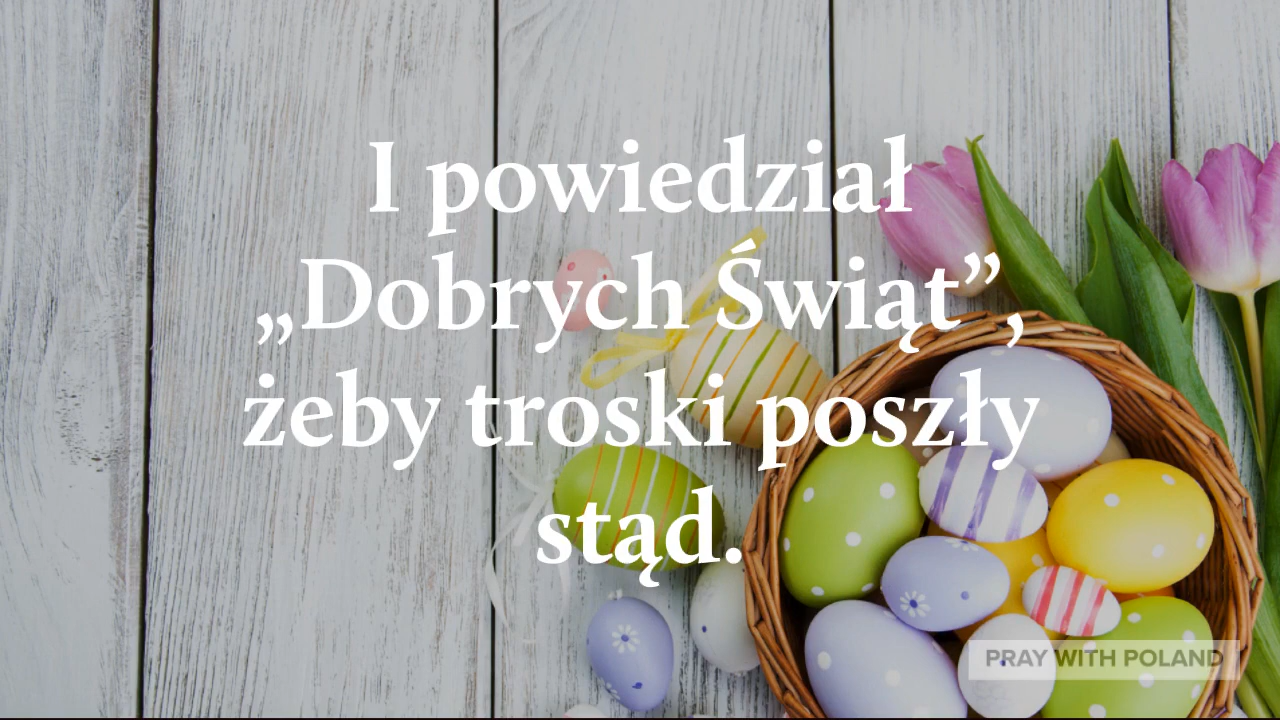 I powiedział
„Dobrych Świąt”,
żeby troski poszły
stąd.
PRAY WITH POLAND